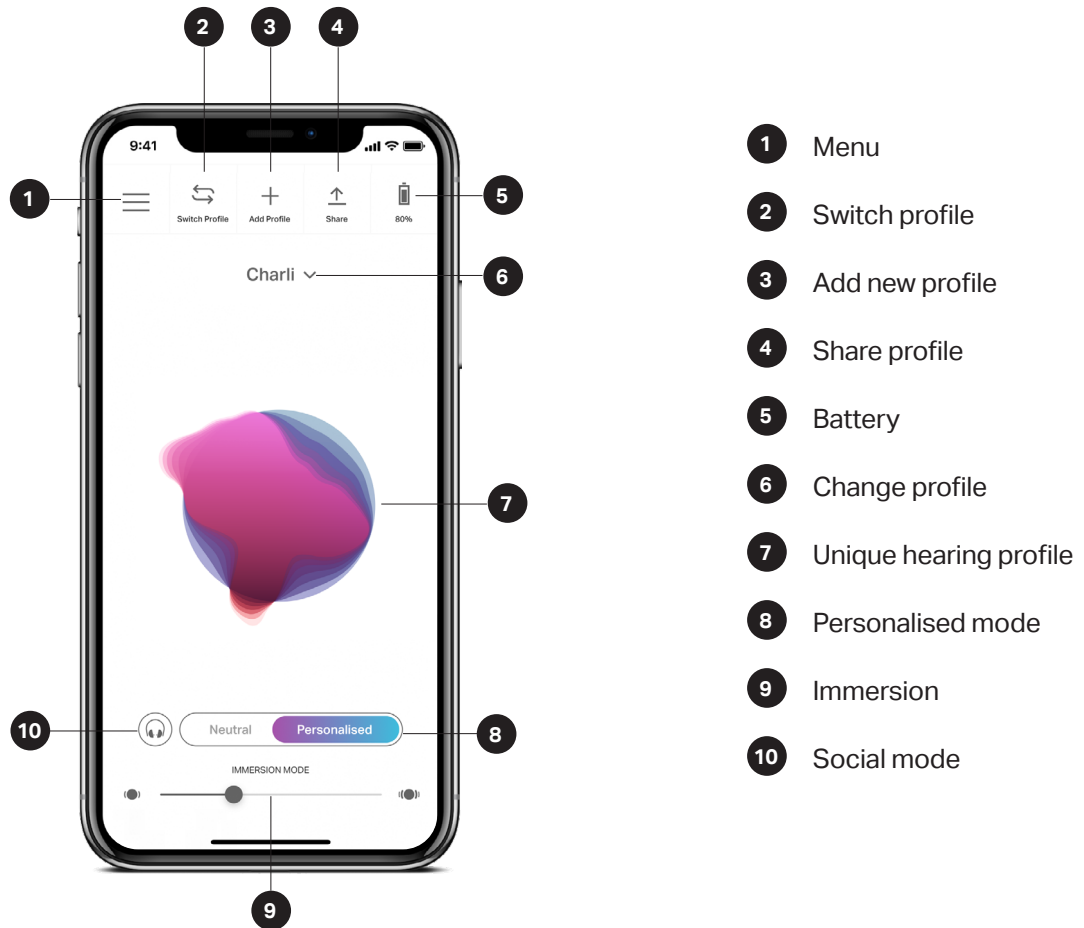 2
3
4
9:41
1
Switch Profile
Add Profile
Share
80%
5
Charli
6
7
10
Neutral
Personalised
8
IMMERSION MODE
9
1 Menu
2 Switch profile
3 Add new profile
4 Share profile
5 Battery
6 Change profile
7 Unique hearing profile
8 Personalised mode
9 Immersion
10 Social mode